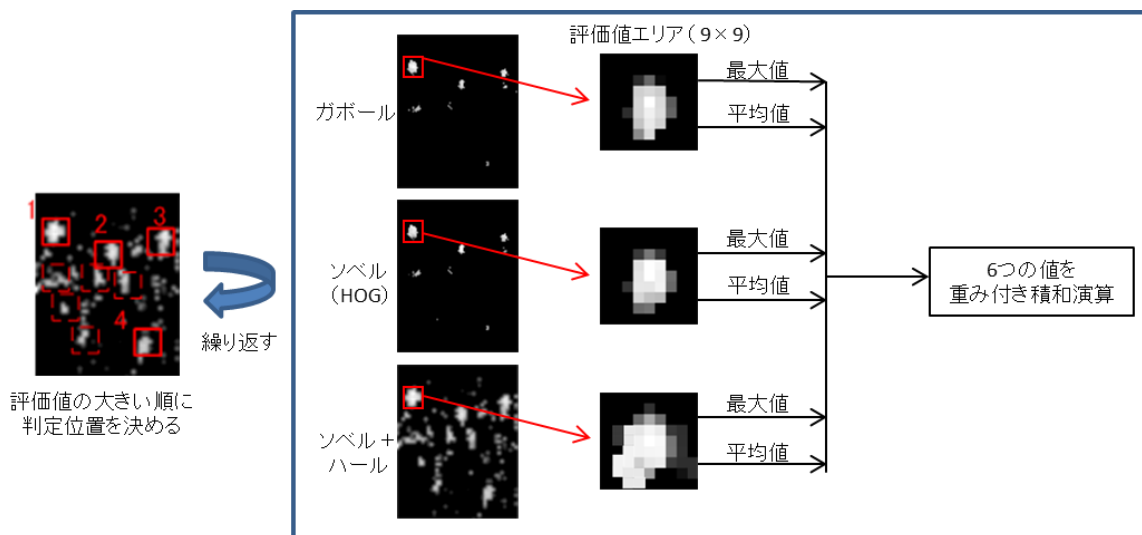 評価値エリア(9×9)
ガボール
最大値
平均値
1
2
3
4
繰り返す
評価値の大きい順に
判定位置を決める
ソベル
(HOG)
最大値
平均値
6つの値を
重み付き積和演算
ソベル+
ハール
最大値
平均値